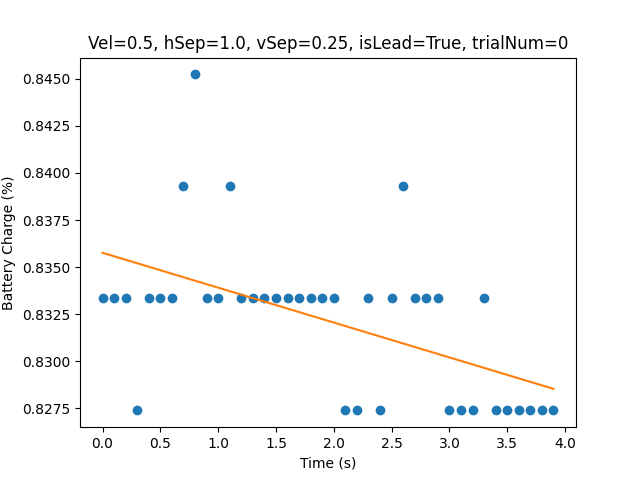 Vel=0.5, hSep=1.0, vSep=0.25, isLead=True, trialNum=0
Battery Charge (%)
0.8450
0.8425
0.8400
0.8375
0.8350
0.8325
0.8300
0.8275
0.0 0.5 1.0 1.5 2.0 2.5 3.0 3.5 4.0
Time (s)